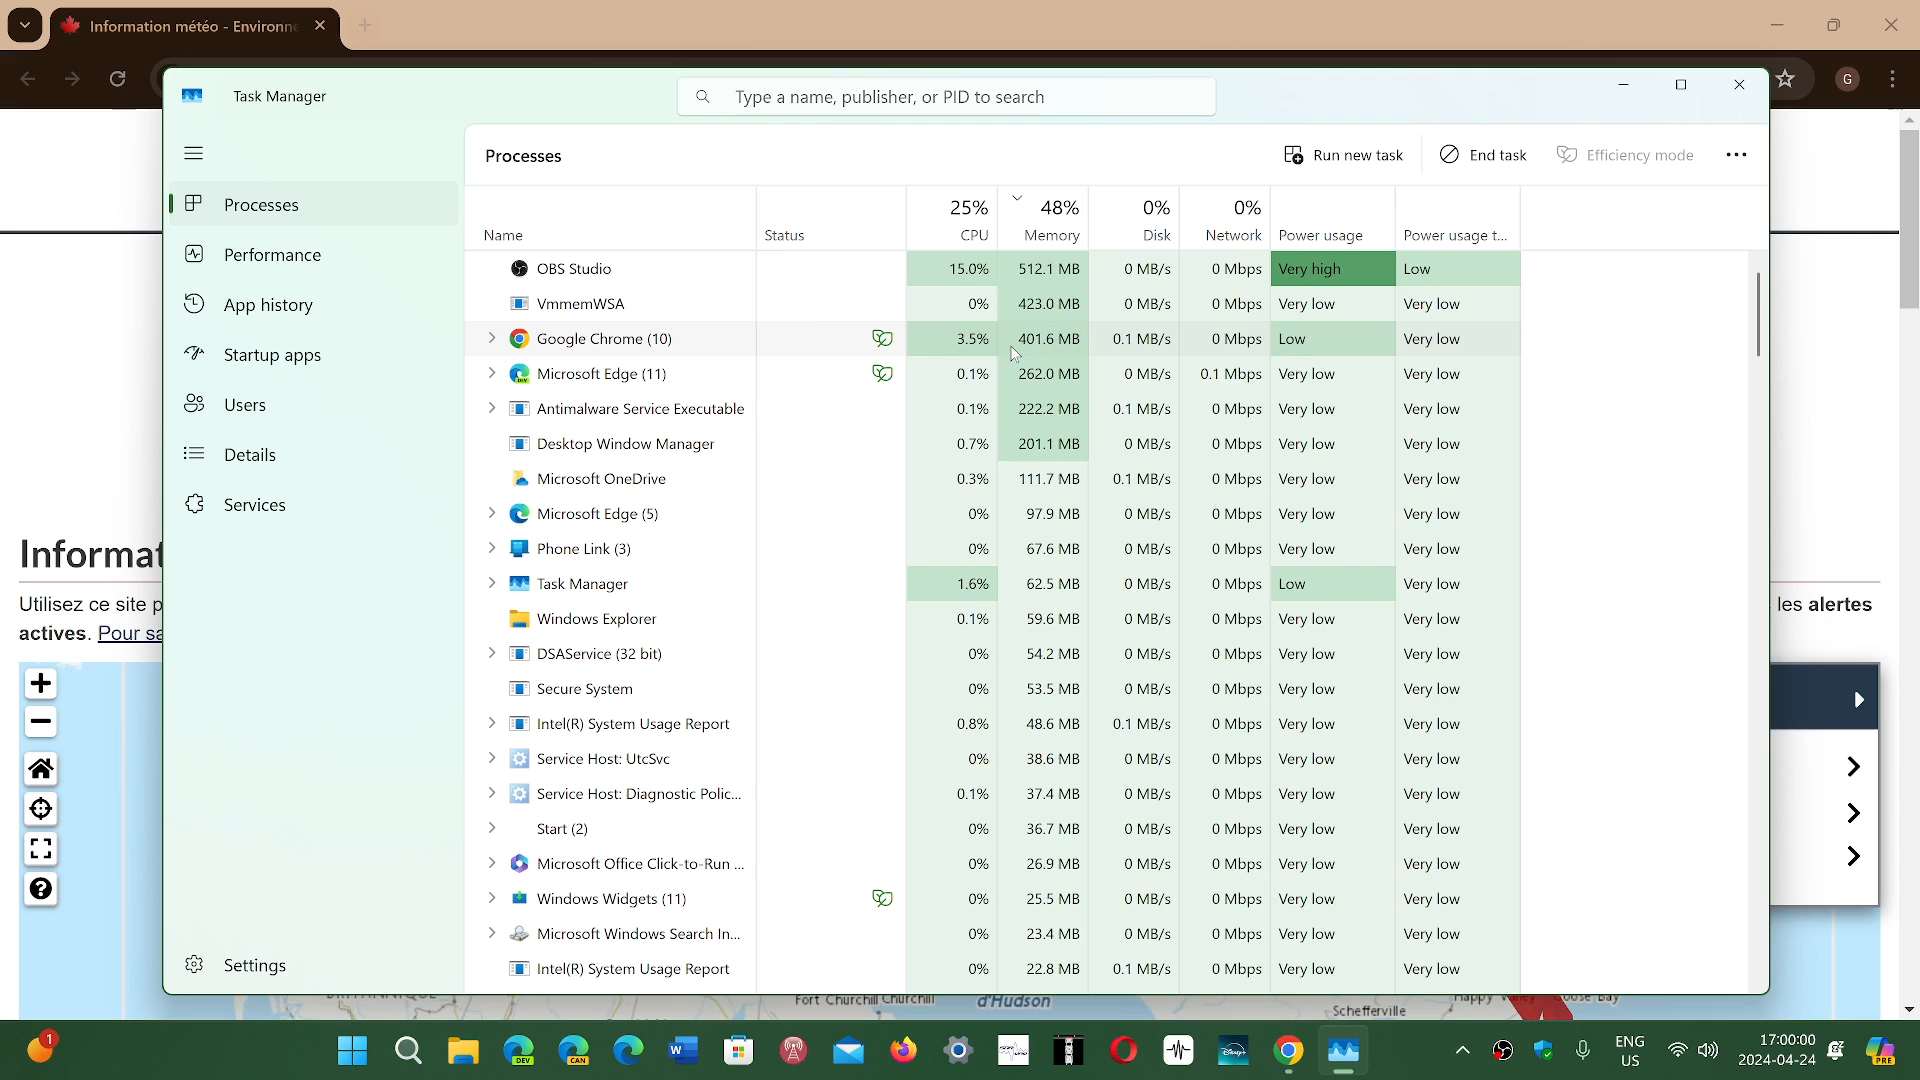 Information météo - Environne
G
Task Manager
Type a name, publisher, or PID to search
Processes
Run new task
End task
Efficiency mode
Processes
Performance
App history
Startup apps
Users
Details
Services
Settings
25% 48% 0% 0%
Name Status CPU Memory Disk Network Power usage Power usage t...
OBS Studio 15.0% 512.1 MB 0 MB/s 0 Mbps Very high Low
VmmemWSA 0% 423.0 MB 0 MB/s 0 Mbps Very low Very low
Google Chrome (10) 3.5% 401.6 MB 0.1 MB/s 0 Mbps Low Very low
Microsoft Edge (11) 0.1% 262.0 MB 0 MB/s 0.1 Mbps Very low Very low
Antimalware Service Executable 0.1% 222.2 MB 0.1 MB/s 0 Mbps Very low Very low
Desktop Window Manager 0.7% 201.1 MB 0 MB/s 0 Mbps Very low Very low
Microsoft OneDrive 0.3% 111.7 MB 0.1 MB/s 0 Mbps Very low Very low
Microsoft Edge (5) 0% 97.9 MB 0 MB/s 0 Mbps Very low Very low
Phone Link (3) 0% 67.6 MB 0 MB/s 0 Mbps Very low Very low
Task Manager 1.6% 62.5 MB 0 MB/s 0 Mbps Low Very low
Windows Explorer 0.1% 59.6 MB 0 MB/s 0 Mbps Very low Very low
DSAService (32 bit) 0% 54.2 MB 0 MB/s 0 Mbps Very low Very low
Secure System 0% 53.5 MB 0 MB/s 0 Mbps Very low Very low
Intel(R) System Usage Report 0.8% 48.6 MB 0.1 MB/s 0 Mbps Very low Very low
Service Host: UtcSvc 0% 38.6 MB 0 MB/s 0 Mbps Very low Very low
Service Host: Diagnostic Polic... 0.1% 37.4 MB 0 MB/s 0 Mbps Very low Very low
Start (2) 0% 36.7 MB 0 MB/s 0 Mbps Very low Very low
Microsoft Office Click-to-Run ... 0% 26.9 MB 0 MB/s 0 Mbps Very low Very low
Windows Widgets (11) 0% 25.5 MB 0 MB/s 0 Mbps Very low Very low
Microsoft Windows Search In... 0% 23.4 MB 0 MB/s 0 Mbps Very low Very low
Intel(R) System Usage Report 0% 22.8 MB 0.1 MB/s 0 Mbps Very low Very low
Informat
Utilisez ce site p
les alertes
actives. Pour sa
Fort Churchill Churchill
d'Hudson
Schefferville
Happy Valley Goose Bay
1
DEV
CAN
Disney+
ENG
US
17:00:00
2024-04-24
PRE